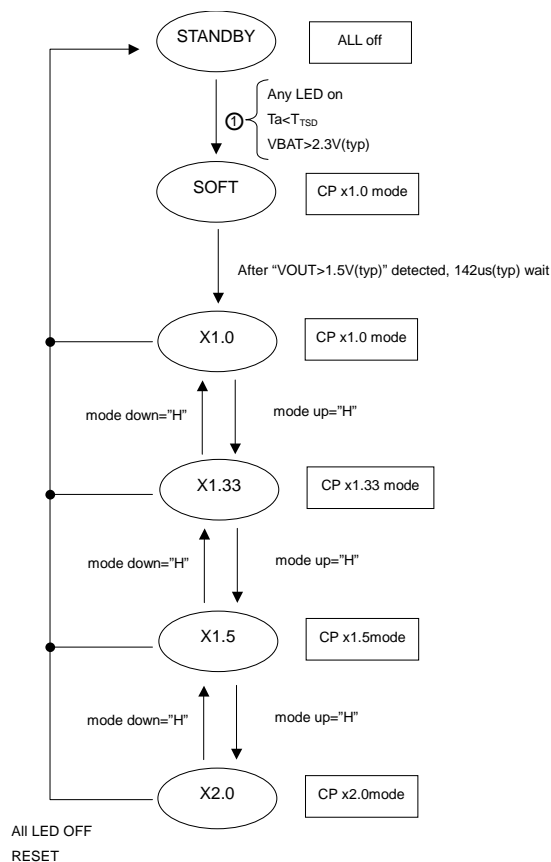 STANDBY
ALL off
①
Any LED on
Ta<TTSD
VBAT>2.3V(typ)
SOFT
CP x1.0 mode
After “VOUT>1.5V(typ)” detected, 142us(typ) wait
X1.0
CP x1.0 mode
mode down=”H”
mode up=”H”
X1.33
CP x1.33 mode
mode down=”H”
mode up=”H”
X1.5
CP x1.5mode
mode down=”H”
mode up=”H”
X2.0
CP x2.0mode
All LED OFF
RESET